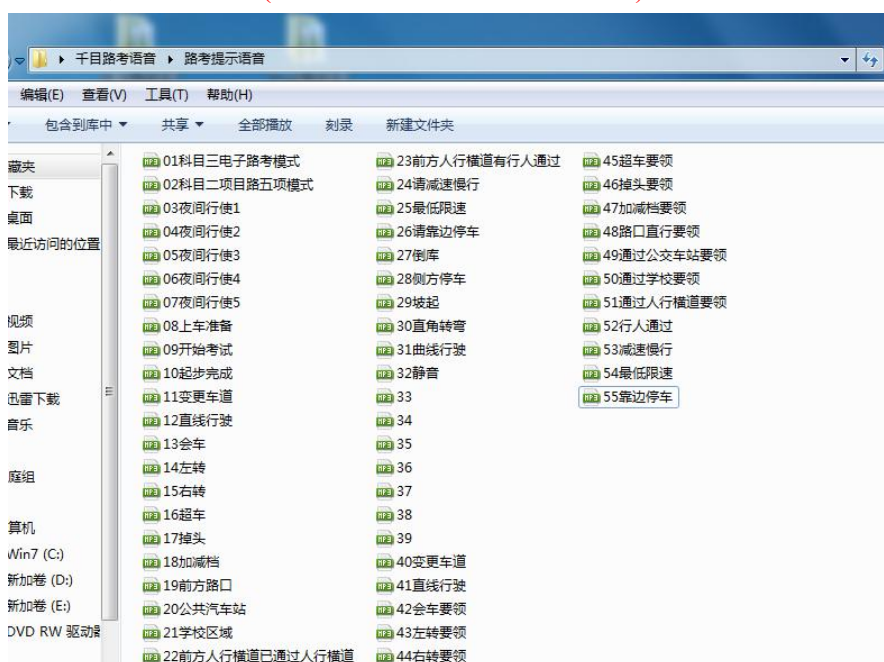 千目路考语音 ▸ 路考提示语音
编辑(E) 查看(V) 工具(T) 帮助(H)
包含到库中 共享 全部播放 刻录 新建文件夹
藏夹
下载
桌面
最近访问的位置
视频
图片
文档
迅雷下载
音乐
庭组
算机
Win7 (C:)
新加卷 (D:)
新加卷 (E:)
DVD RW 驱动器
01科目三电子路考模式
02科目二项目路五项模式
03夜间行使1
04夜间行使2
05夜间行使3
06夜间行使4
07夜间行使5
08上车准备
09开始考试
10起步完成
11变更车道
12直线行驶
13会车
14左转
15右转
16超车
17掉头
18加减档
19前方路口
20公共汽车站
21学校区域
22前方人行横道已通过人行横道
23前方人行横道有行人通过
24请减速慢行
25最低限速
26请靠边停车
27倒库
28侧方停车
29坡起
30直角转弯
31曲线行驶
32静音
33
34
35
36
37
38
39
40变更车道
41直线行驶
42会车要领
43左转要领
44右转要领
45超车要领
46掉头要领
47加减档要领
48路口直行要领
49通过公交车站要领
50通过学校要领
51通过人行横道要领
52行人通过
53减速慢行
54最低限速
55靠边停车